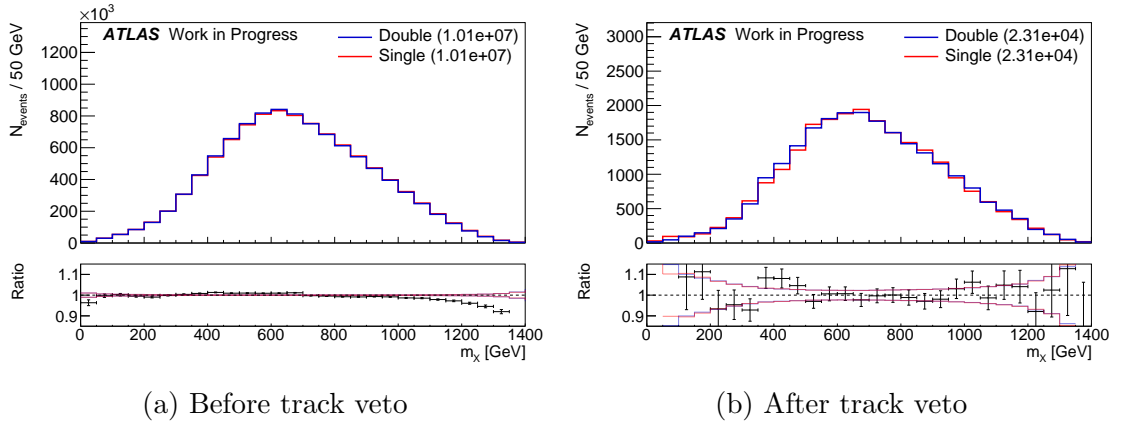 ×10³
ATLAS Work in Progress
Double (1.01e+07)
Single (1.01e+07)
N_events / 50 GeV
1200
1000
800
600
400
200
0
Ratio
1.1
1
0.9
0 200 400 600 800 1000 1200 1400
m_X [GeV]
(a) Before track veto
ATLAS Work in Progress
Double (2.31e+04)
Single (2.31e+04)
N_events / 50 GeV
3000
2500
2000
1500
1000
500
0
Ratio
1.1
1
0.9
0 200 400 600 800 1000 1200 1400
m_X [GeV]
(b) After track veto